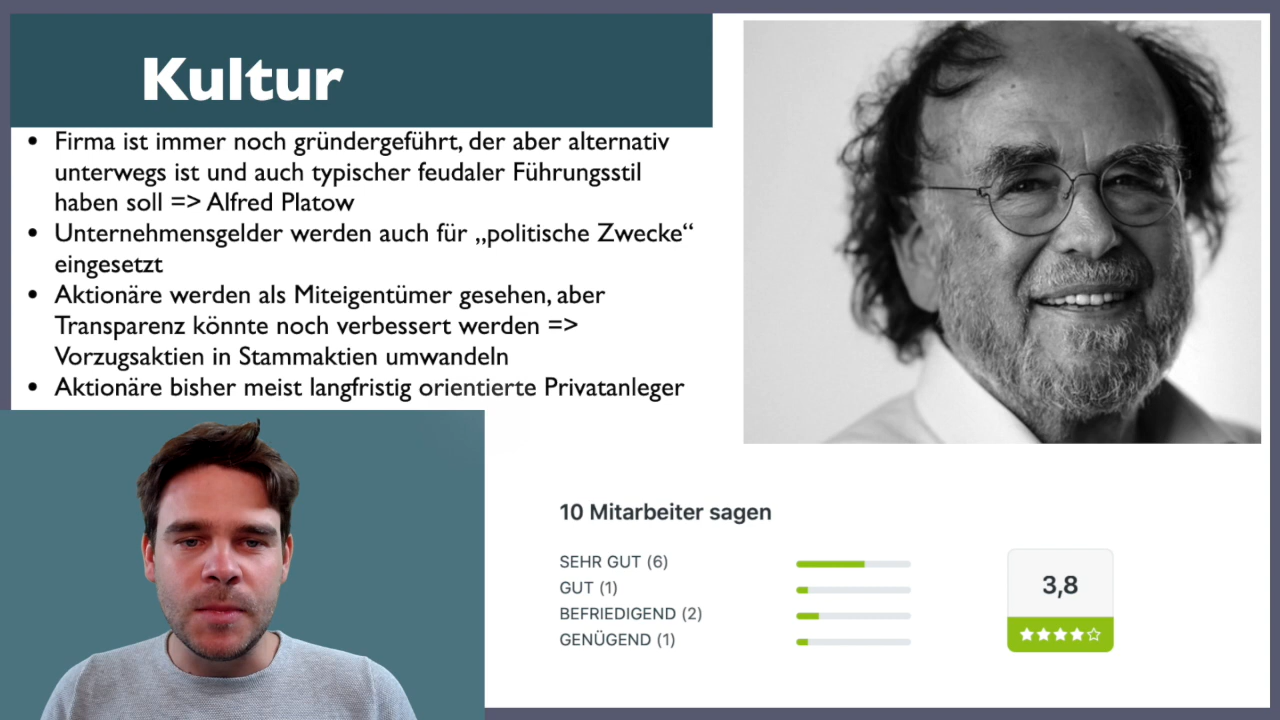 Kultur
• Firma ist immer noch gründergeführt, der aber alternativ
unterwegs ist und auch typischer feudaler Führungsstil
haben soll => Alfred Platow
• Unternehmensgelder werden auch für „politische Zwecke“
eingesetzt
• Aktionäre werden als Miteigentümer gesehen, aber
Transparenz könnte noch verbessert werden =>
Vorzugsaktien in Stammaktien umwandeln
• Aktionäre bisher meist langfristig orientierte Privatanleger
10 Mitarbeiter sagen
SEHR GUT (6)
GUT (1)
BEFRIEDIGEND (2)
GENÜGEND (1)
3,8